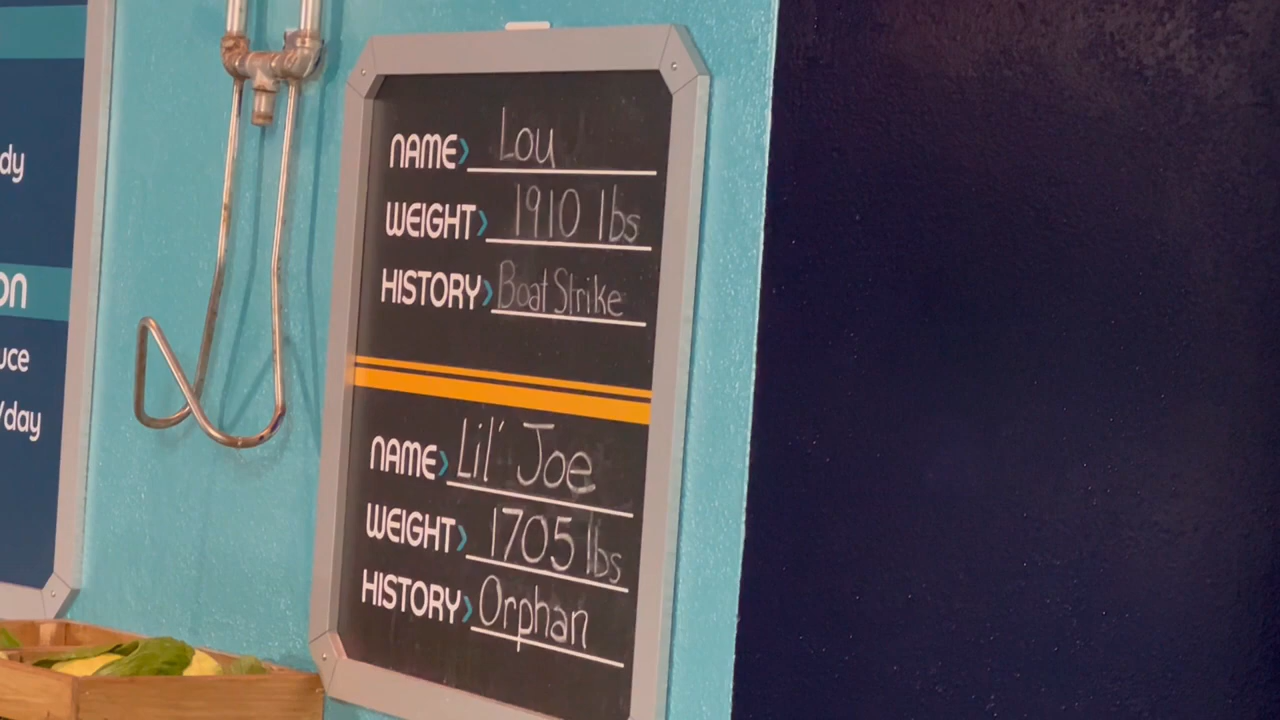 dy
on
uce
/day
NAME> Lou
WEIGHT> 1910 lbs
HISTORY> Boat Strike
NAME> Lil' Joe
WEIGHT> 1705 lbs
HISTORY> Orphan